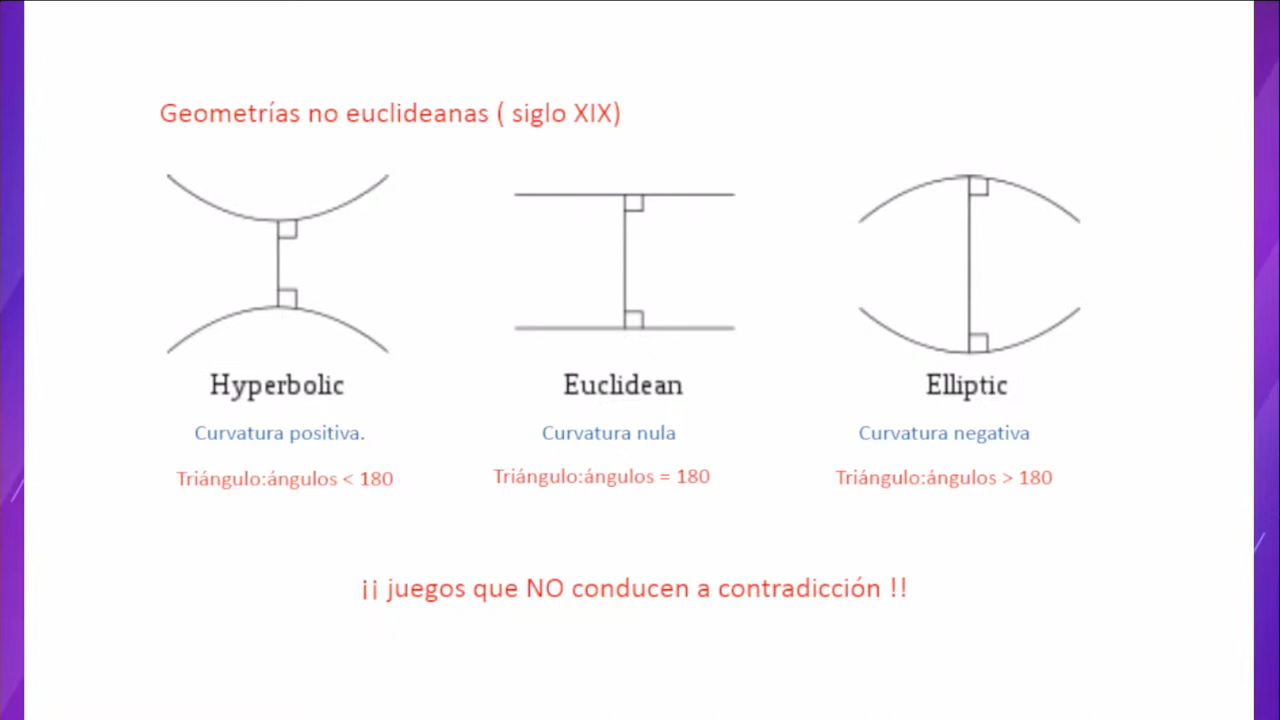 Geometrías no euclideanas ( siglo XIX)
Hyperbolic
Euclidean
Elliptic
Curvatura positiva.
Curvatura nula
Curvatura negativa
Triángulo:ángulos < 180
Triángulo:ángulos = 180
Triángulo:ángulos > 180
¡¡ juegos que NO conducen a contradicción !!